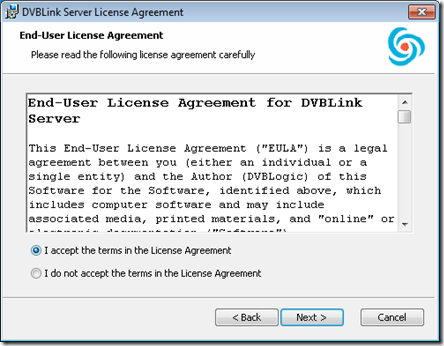 DVBLink Server License Agreement
End-User License Agreement
Please read the following license agreement carefully
End-User License Agreement for DVBLink
Server
This End-User License Agreement ("EULA") is a legal
agreement between you (either an individual or a
single entity) and the Author (DVBLogic) of this
Software for the Software, identified above, which
includes computer software and may include
associated media, printed materials, and "online" or
electronic documentation ("Software")
I accept the terms in the License Agreement
I do not accept the terms in the License Agreement
< Back
Next >
Cancel